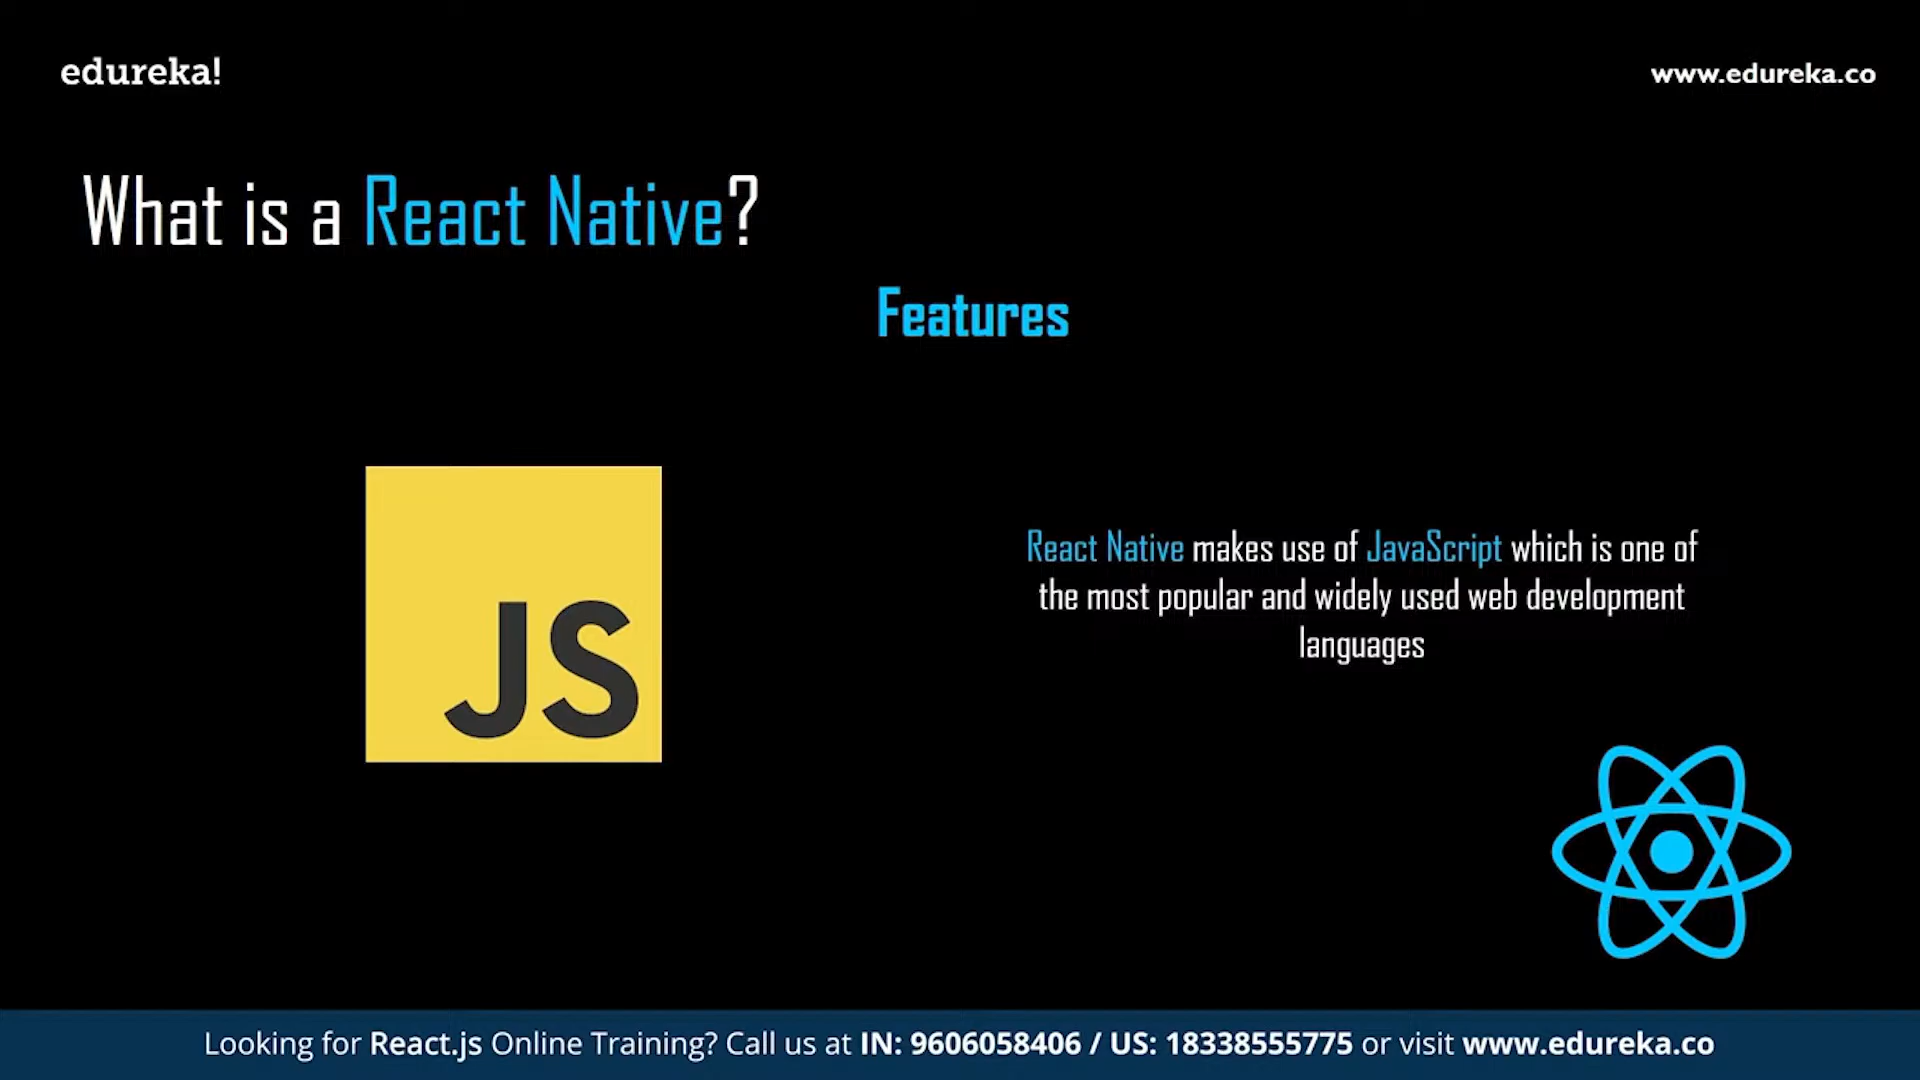 edureka!
www.edureka.co
What is a React Native?
Features
JS
React Native makes use of JavaScript which is one of
the most popular and widely used web development
languages
Looking for React.js Online Training? Call us at IN: 9606058406 / US: 18338555775 or visit www.edureka.co